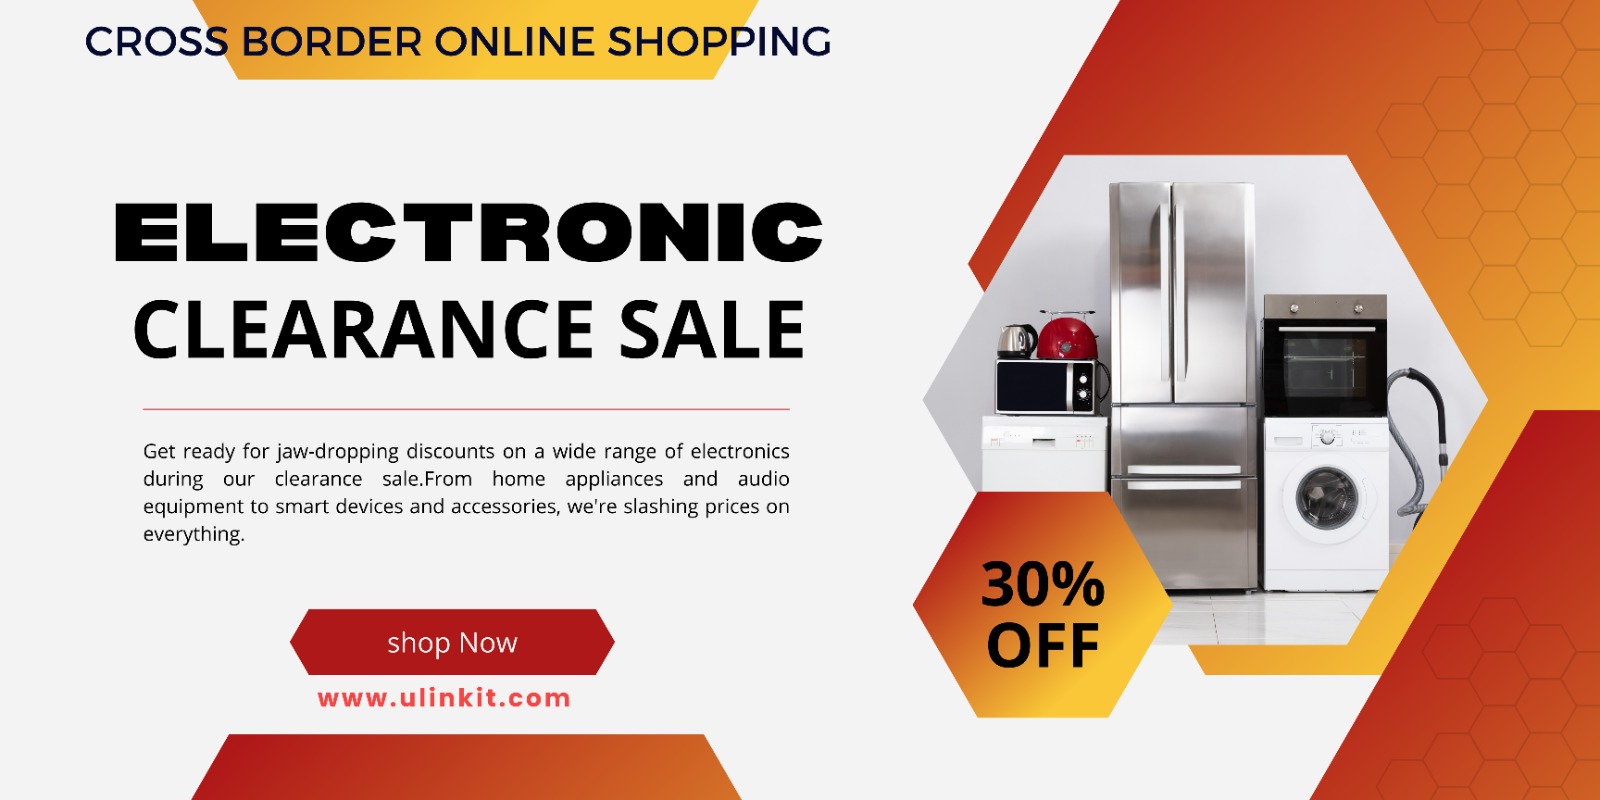 CROSS BORDER ONLINE SHOPPING
ELECTRONIC
CLEARANCE SALE
Get ready for jaw-dropping discounts on a wide range of electronics
during our clearance sale.From home appliances and audio
equipment to smart devices and accessories, we're slashing prices on
everything.
shop Now
www.ulinkit.com
30%
OFF